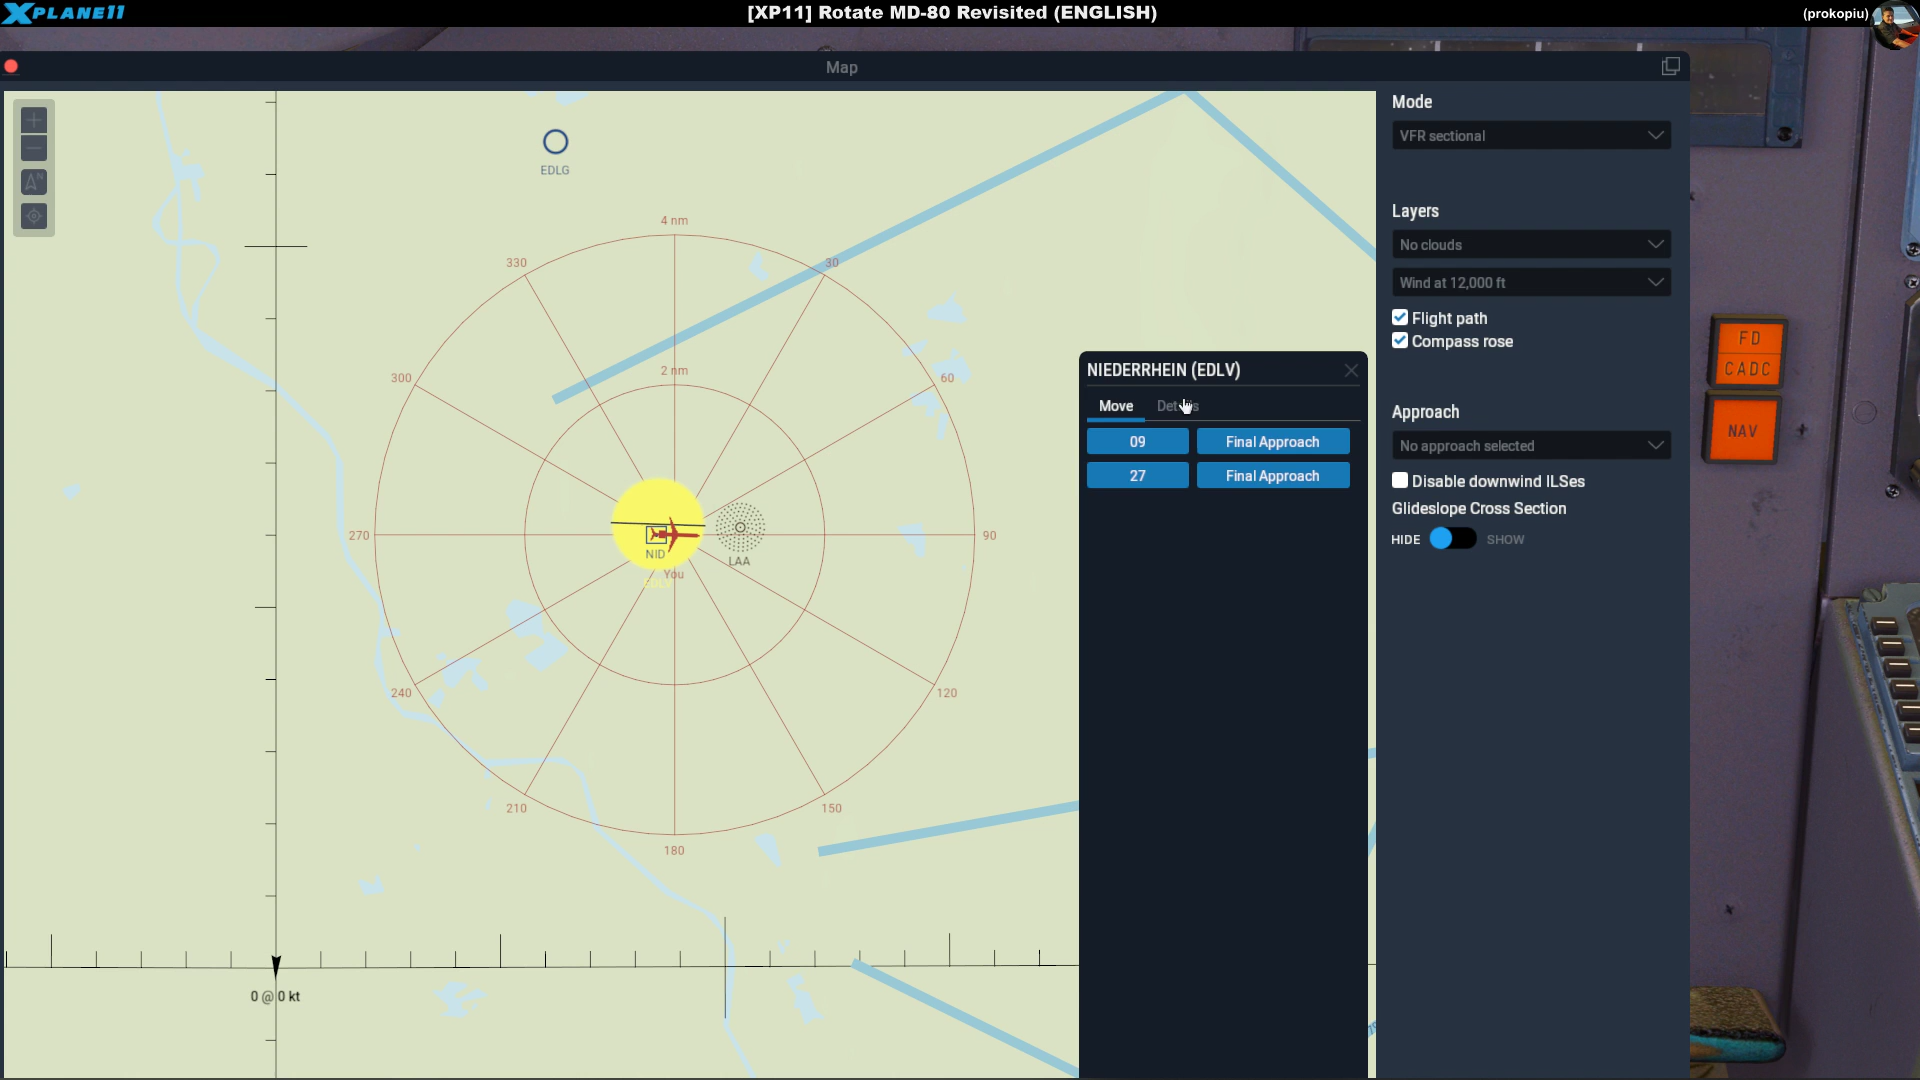 XPLANE11
[XP11] Rotate MD-80 Revisited (ENGLISH)
(prokopiu)
Map
Mode
VFR sectional
Layers
No clouds
Wind at 12,000 ft
Flight path
Compass rose
Approach
No approach selected
Disable downwind ILSes
Glideslope Cross Section
HIDE
SHOW
NIEDERRHEIN (EDLV)
Move
09
Final Approach
27
Final Approach
EDLG
4 nm
330
30
2 nm
300
60
270
90
NID
LAA
You
240
120
210
150
180
0 @ 0 kt
N
FD
CADC
NAV